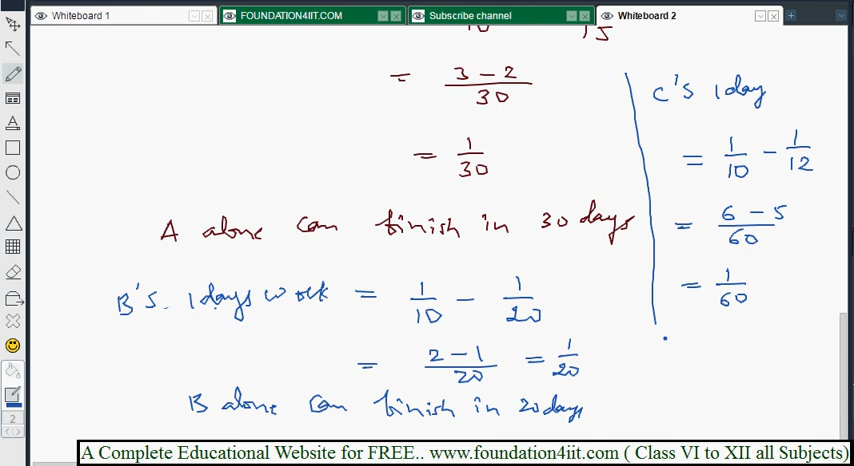 Whiteboard 1 FOUNDATION4IIT.COM Subscribe channel Whiteboard 2
10 15
= 3 - 2 / 30
= 1 / 30
A alone can finish in 30 days
B'S. 1 days work = 1/10 - 1/20
= 2 - 1 / 20 = 1/20
B alone can finish in 20 days
C'S 1 day
= 1/10 - 1/12
= 6 - 5 / 60
= 1/60
2
A Complete Educational Website for FREE.. www.foundation4iit.com ( Class VI to XII all Subjects)